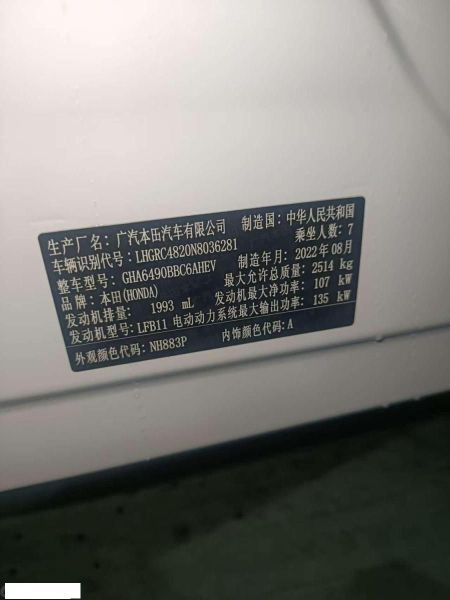 生产厂名：广汽本田汽车有限公司 制造国：中华人民共和国
车辆识别代号：LHGRC4820N8036281 乘坐人数：7
整车型号：GHA6490BBC6AHEV 制造年月：2022年08月
品牌：本田(HONDA) 最大允许总质量：2514 kg
发动机排量： 1993 mL 发动机最大净功率：107 kW
发动机型号：LFB11 电动动力系统最大输出功率：135 kW
外观颜色代码：NH883P 内饰颜色代码：A